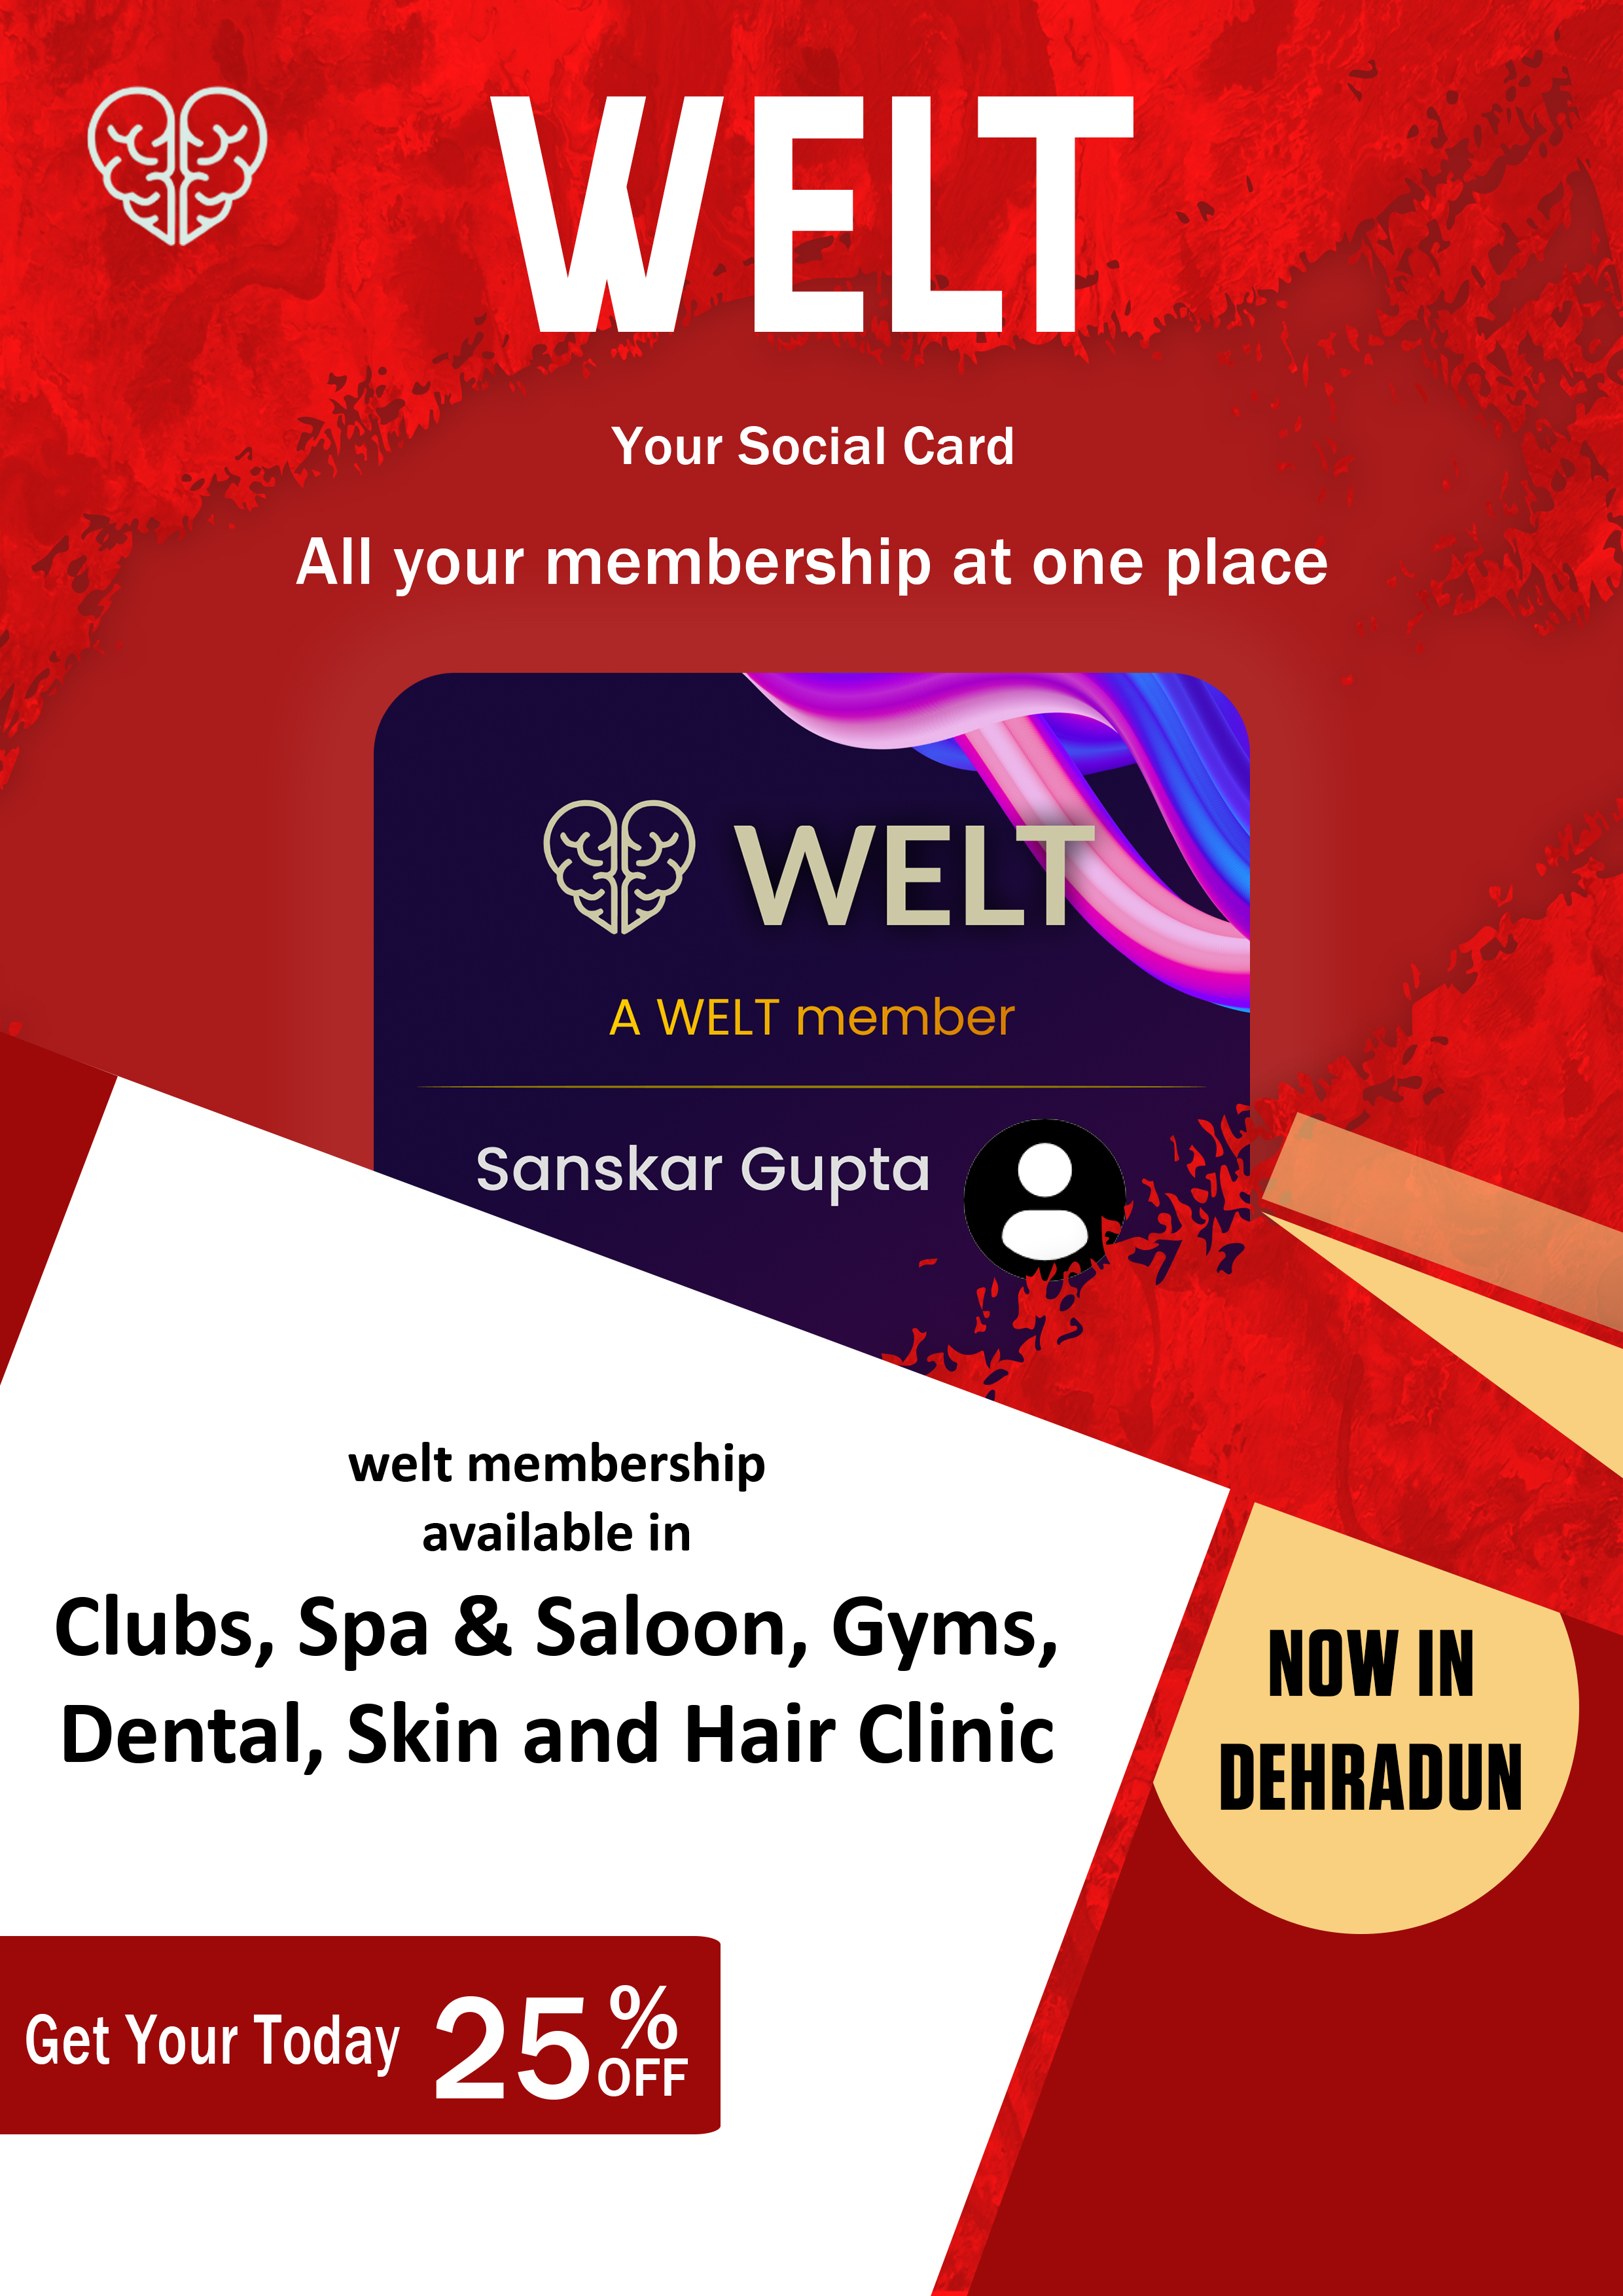 WELT
Your Social Card
All your membership at one place
WELT
A WELT member
Sanskar Gupta
welt membership
available in
Clubs, Spa & Saloon, Gyms,
Dental, Skin and Hair Clinic
NOW IN
DEHRADUN
Get Your Today 25% OFF